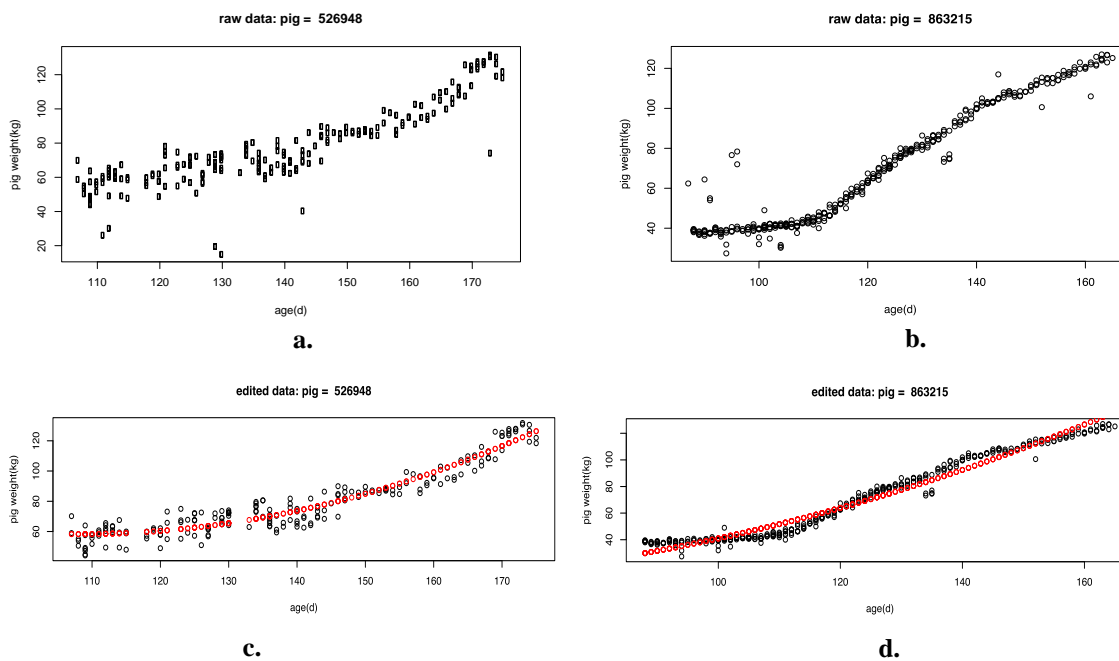 raw data: pig = 526948
pig weight(kg)
20 40 60 80 100 120
110 120 130 140 150 160 170
age(d)
a.
raw data: pig = 863215
pig weight(kg)
40 60 80 100 120
100 120 140 160
age(d)
b.
edited data: pig = 526948
pig weight(kg)
60 80 100 120
110 120 130 140 150 160 170
age(d)
c.
edited data: pig = 863215
pig weight(kg)
40 60 80 100
100 120 140 160
age(d)
d.